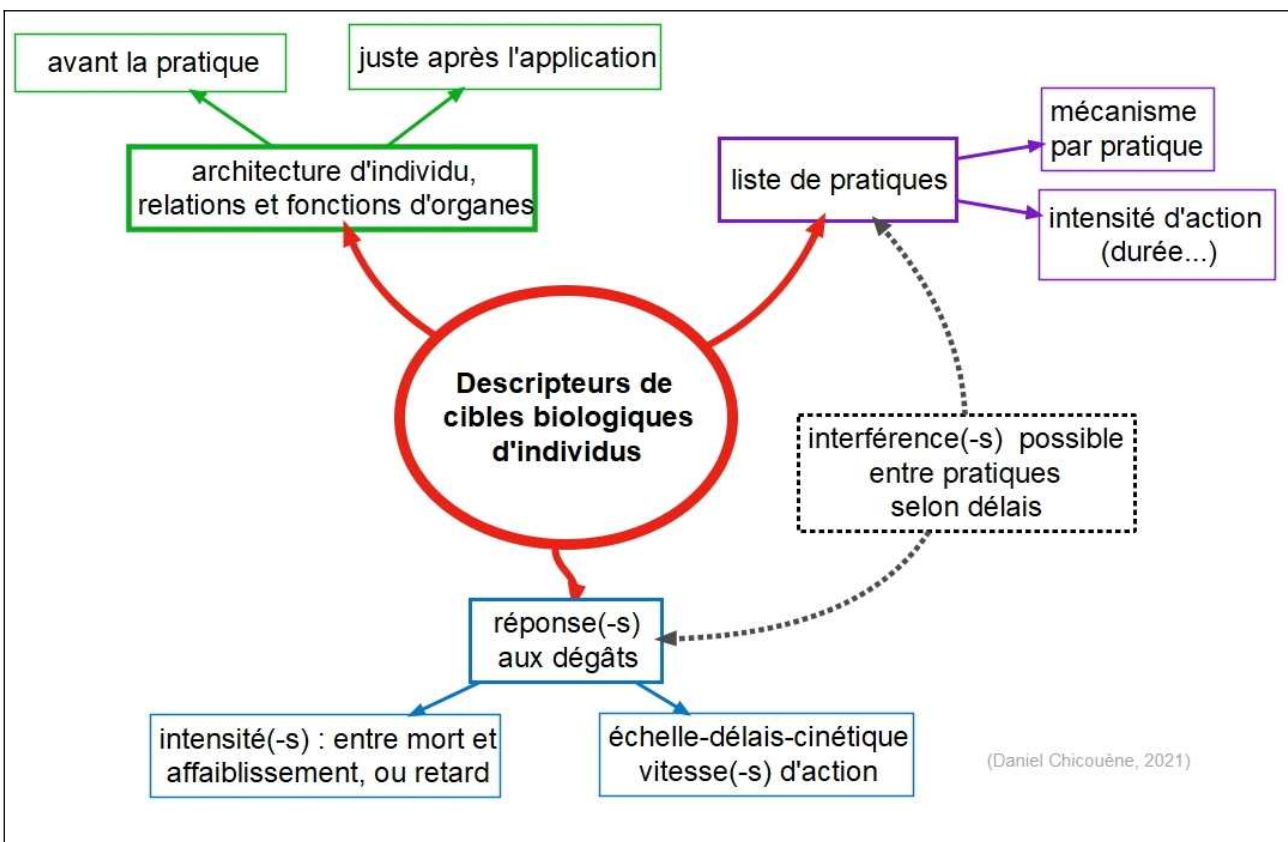 avant la pratique
juste après l'application
architecture d'individu,
relations et fonctions d'organes
liste de pratiques
mécanisme
par pratique
intensité d'action
(durée...)
Descripteurs de
cibles biologiques
d'individus
interférence(-s)  possible
entre pratiques
selon délais
réponse(-s)
aux dégâts
intensité(-s) : entre mort et
affaiblissement, ou retard
échelle-délais-cinétique
vitesse(-s) d'action
(Daniel Chicouène, 2021)